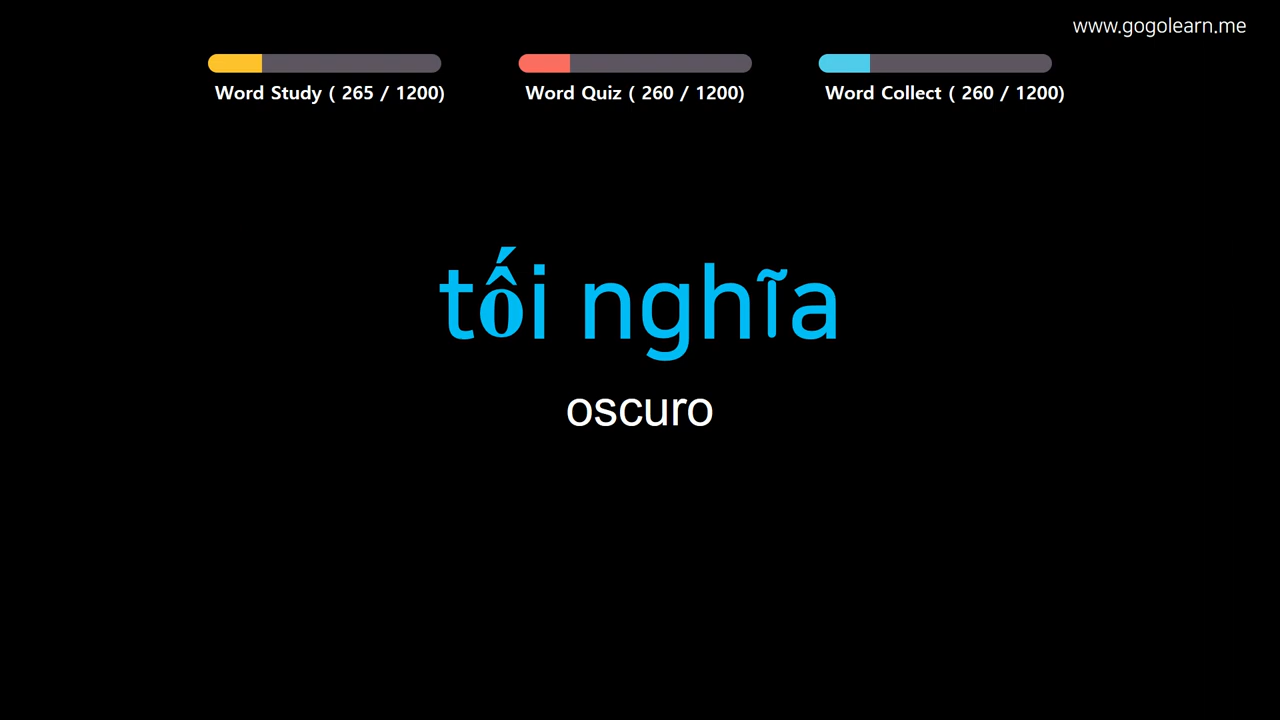 www.gogolearn.me
Word Study ( 265 / 1200)
Word Quiz ( 260 / 1200)
Word Collect ( 260 / 1200)
tối nghĩa
oscuro